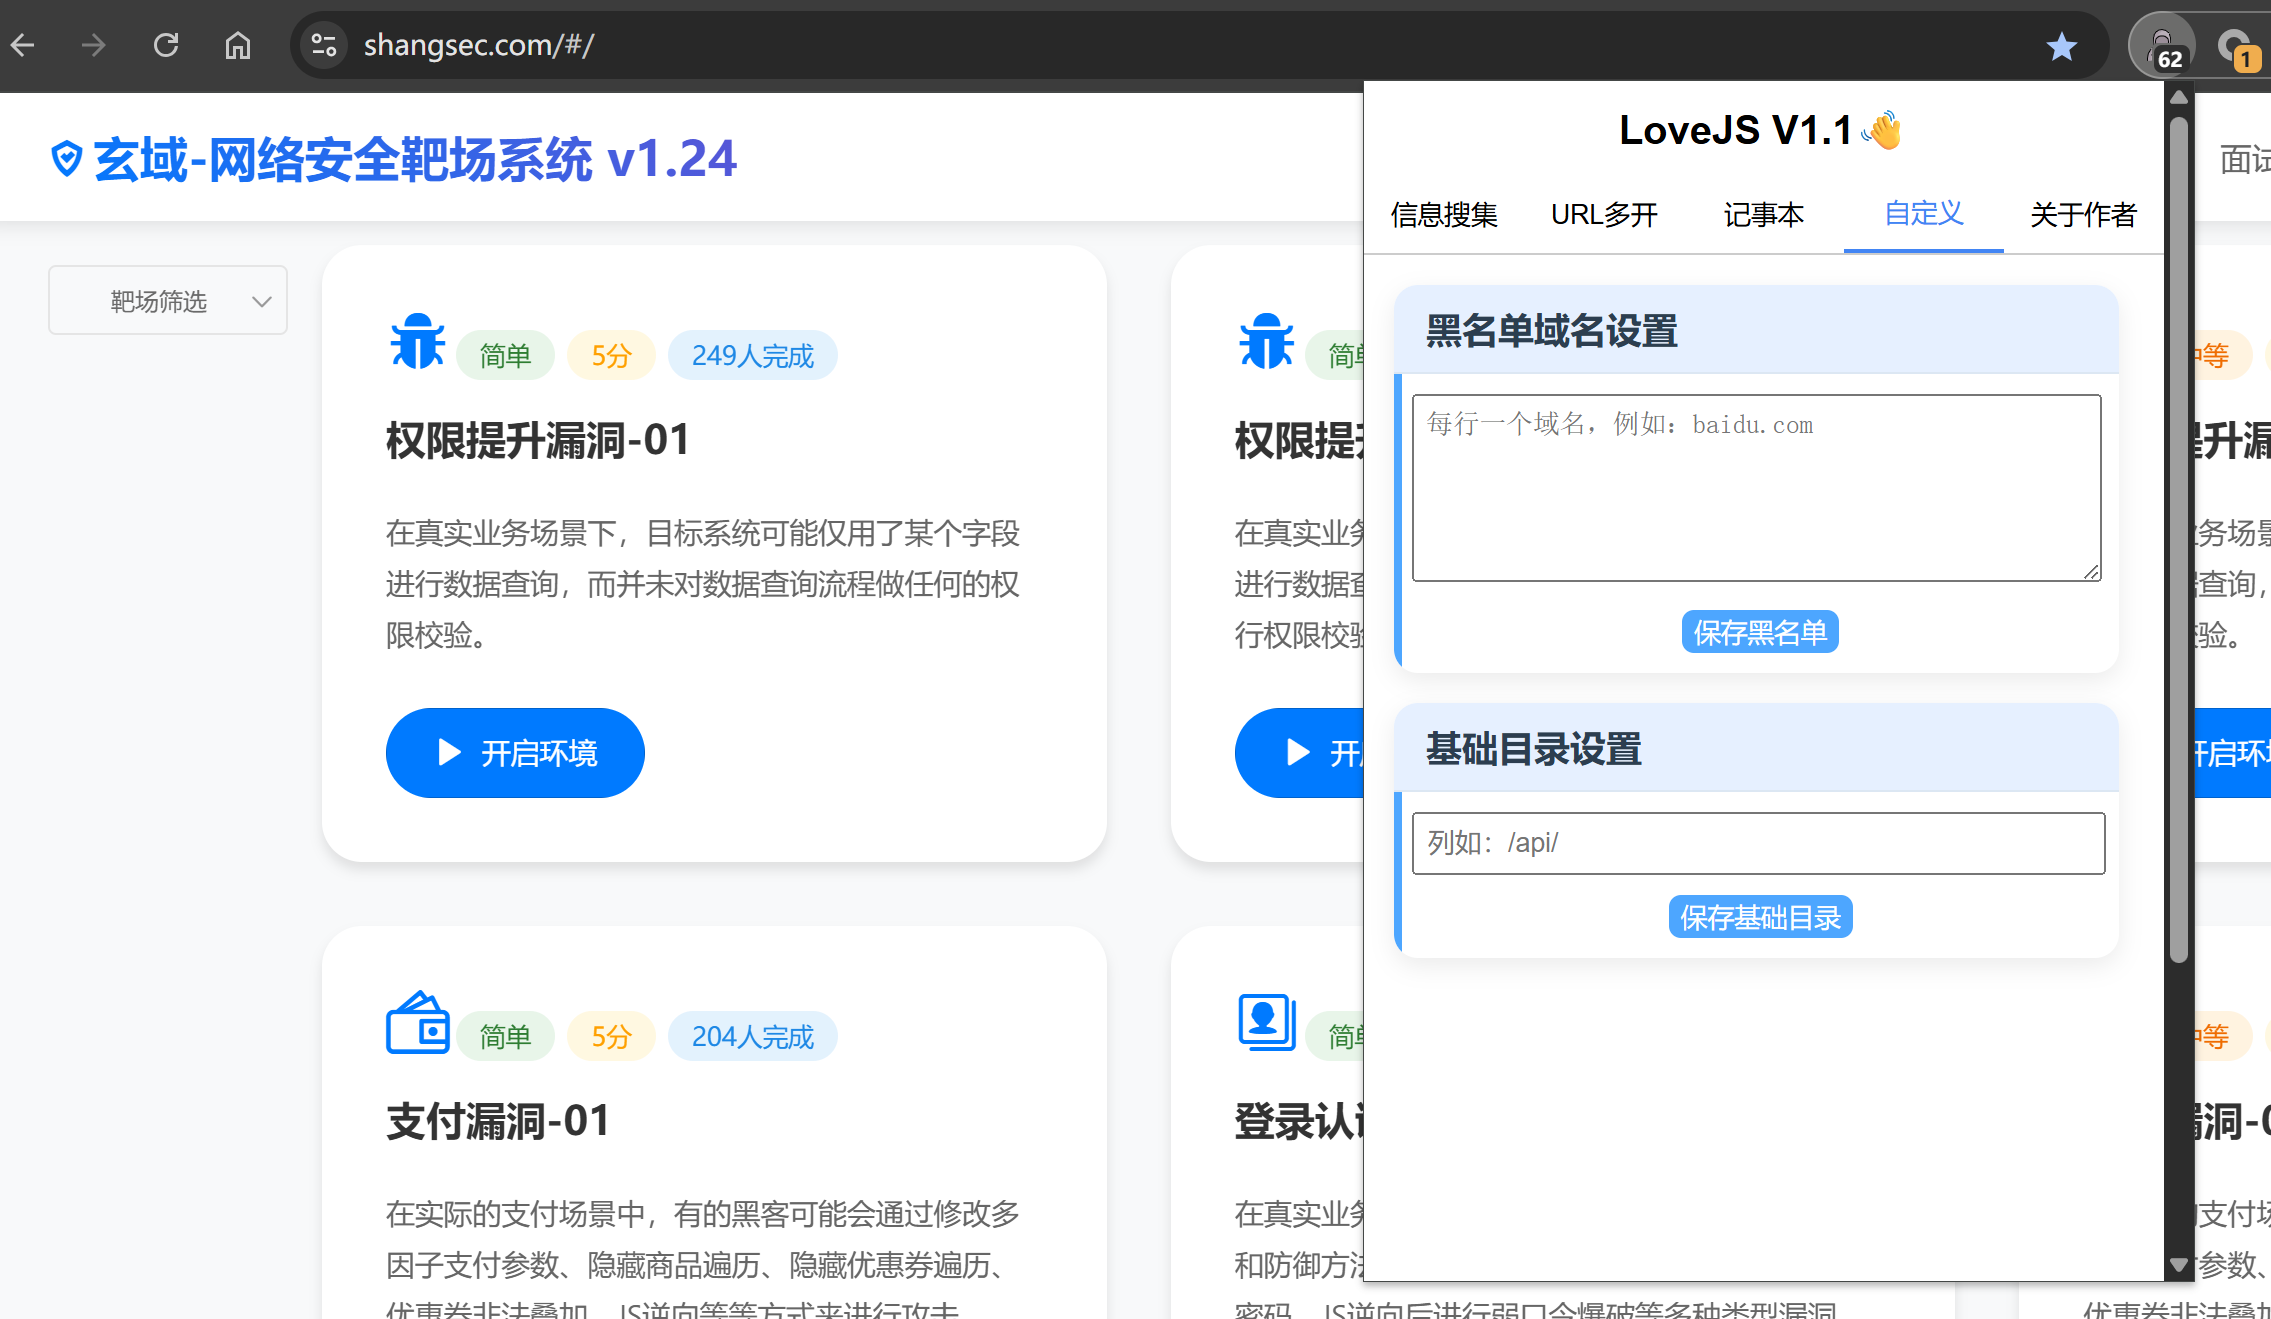 shangsec.com/#/
62
1
玄域-网络安全靶场系统 v1.24
面试
靶场筛选
简单
5分
249人完成
权限提升漏洞-01
在真实业务场景下，目标系统可能仅用了某个字段
进行数据查询，而并未对数据查询流程做任何的权
限校验。
开启环境
简单
权限提升
在真实业务
进行数据查
行权限校验
开
LoveJS V1.1👋
信息搜集
URL多开
记事本
自定义
关于作者
黑名单域名设置
每行一个域名，例如：baidu.com
保存黑名单
基础目录设置
列如：/api/
保存基础目录
中等
提升漏
业务场景
据查询，
校验。
开启环境
简单
5分
204人完成
支付漏洞-01
在实际的支付场景中，有的黑客可能会通过修改多
因子支付参数、隐藏商品遍历、隐藏优惠券遍历、
优惠券非法叠加、JS逆向等等方式来进行攻击
简单
登录认证
在真实业务
和防御方法
密码、JS逆向后进行弱口令爆破等多种类型漏洞
中等
漏洞-0
支付场
参数、
优惠券非法叠加